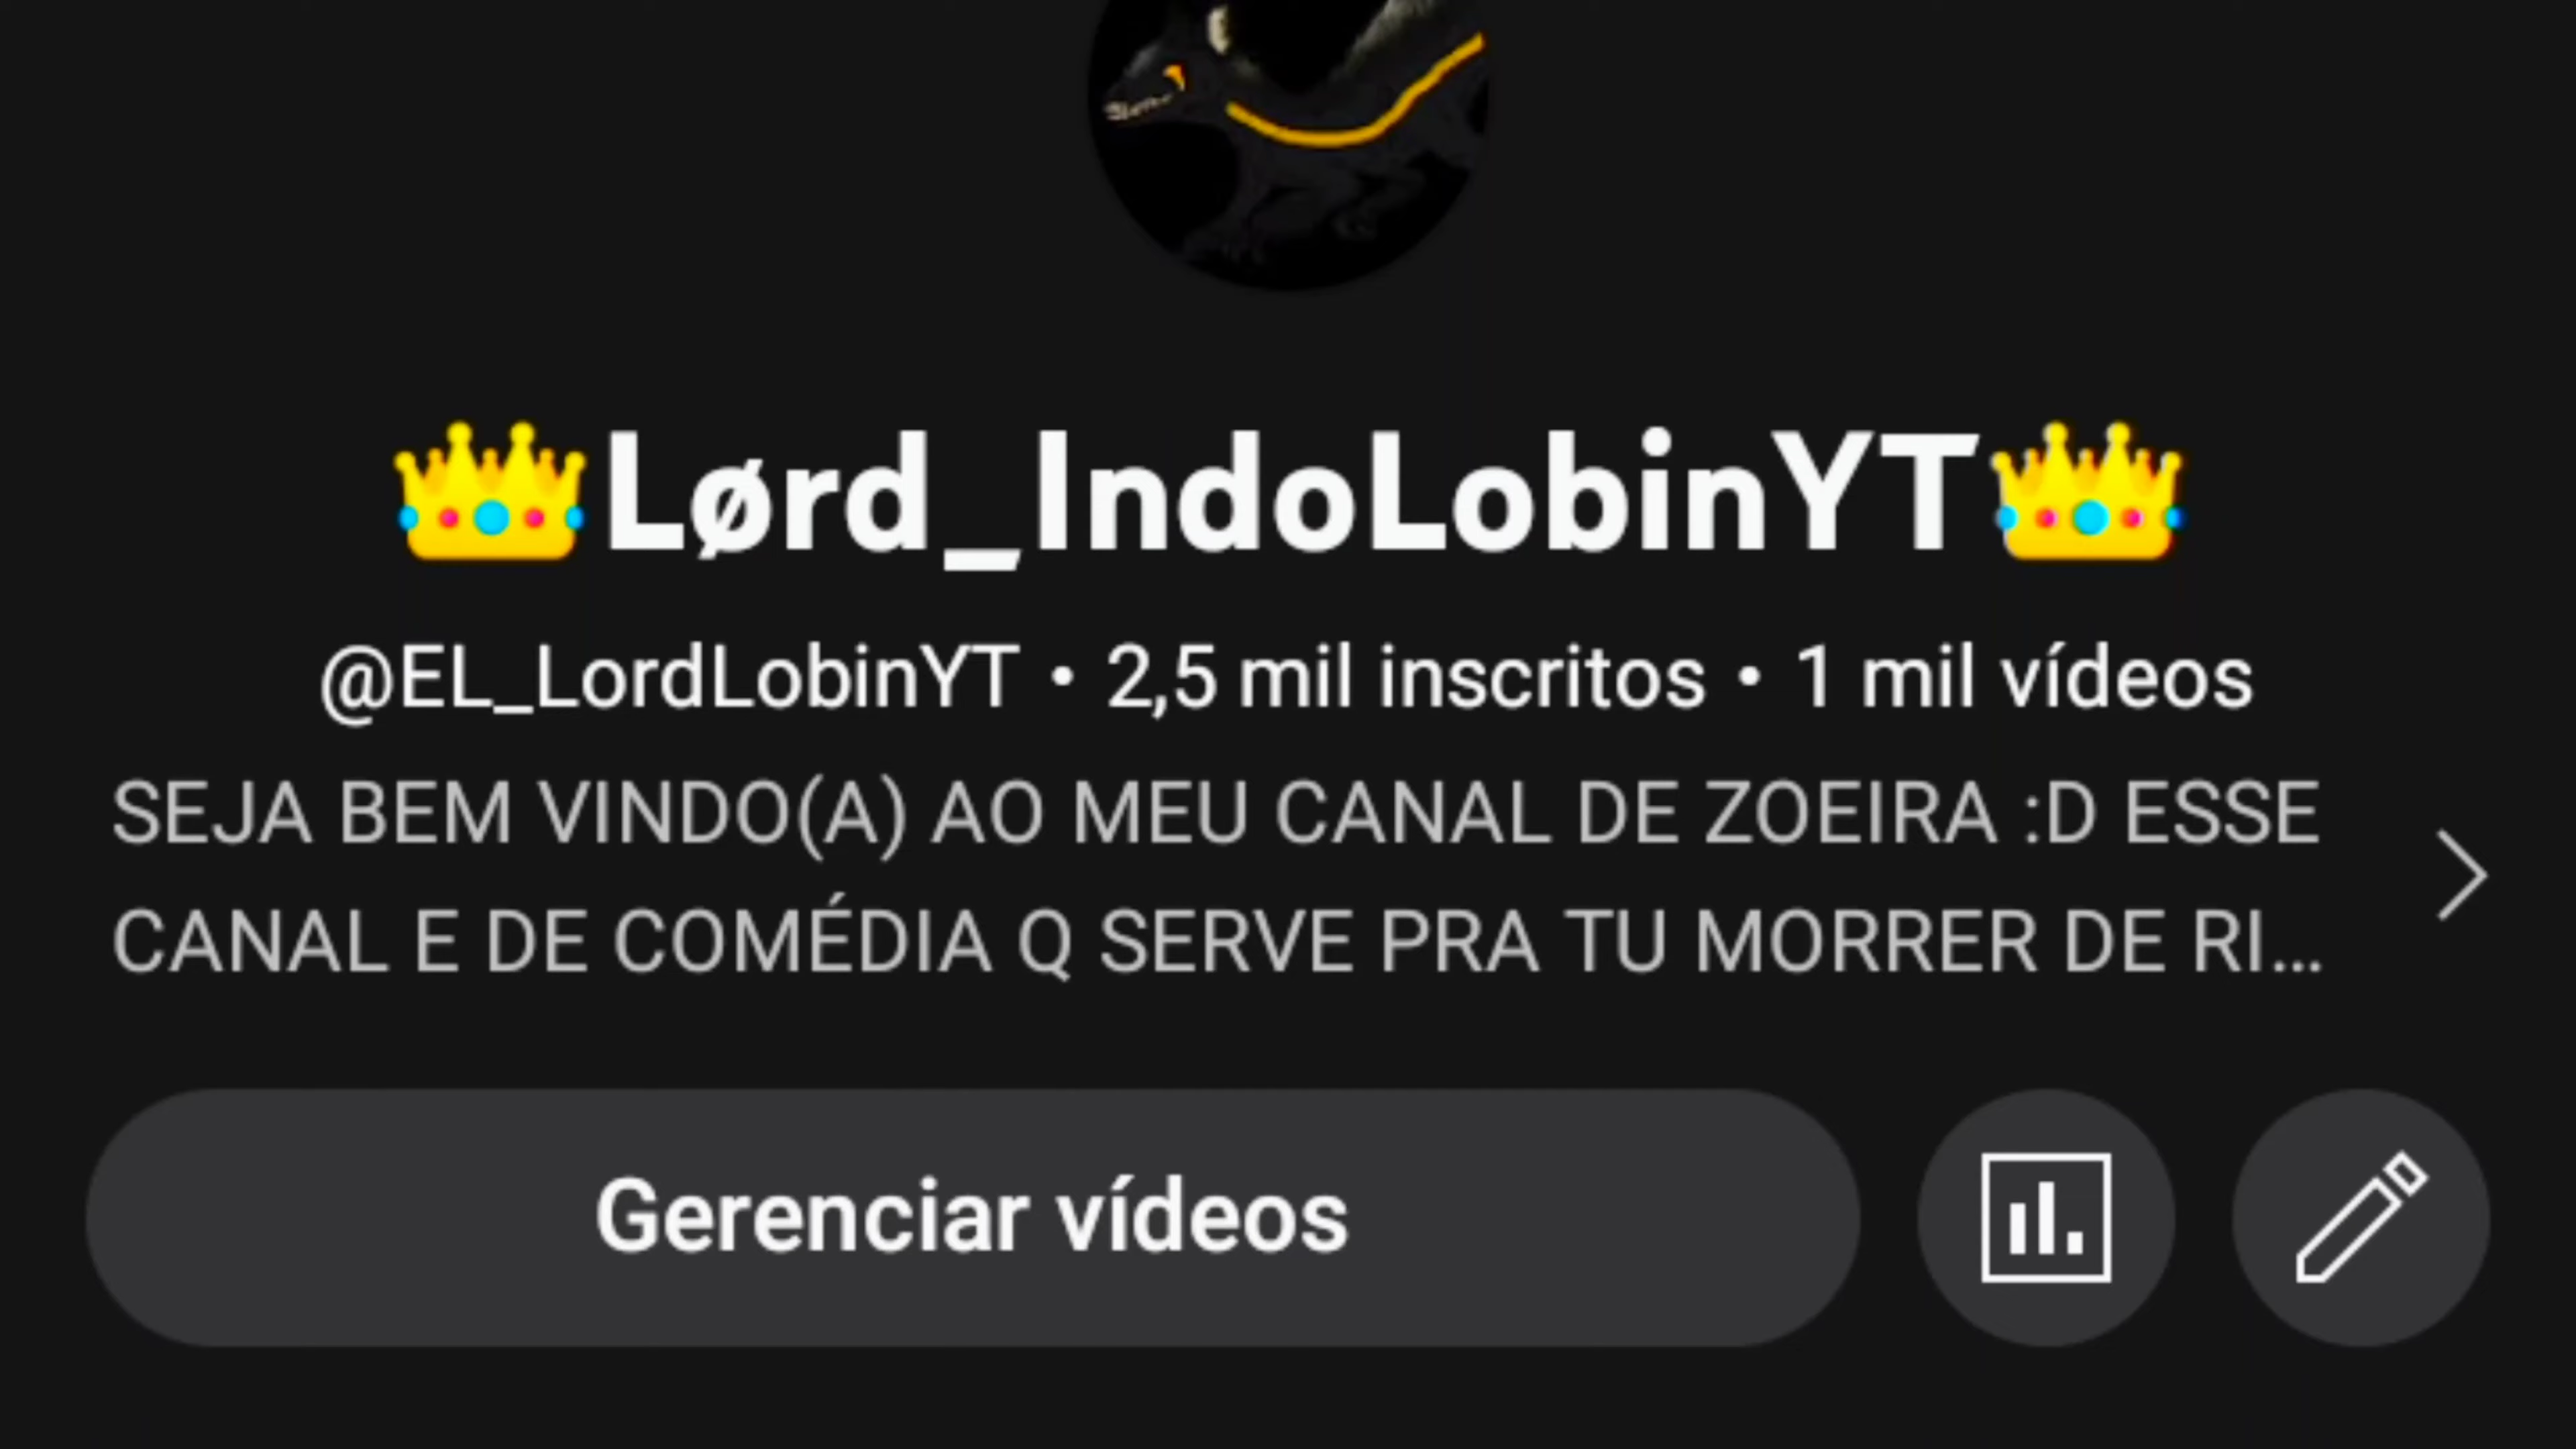 👑Lørd_IndoLobinYT👑
@EL_LordLobinYT • 2,5 mil inscritos • 1 mil vídeos
SEJA BEM VINDO(A) AO MEU CANAL DE ZOEIRA :D ESSE
CANAL E DE COMÉDIA Q SERVE PRA TU MORRER DE RI...
Gerenciar vídeos